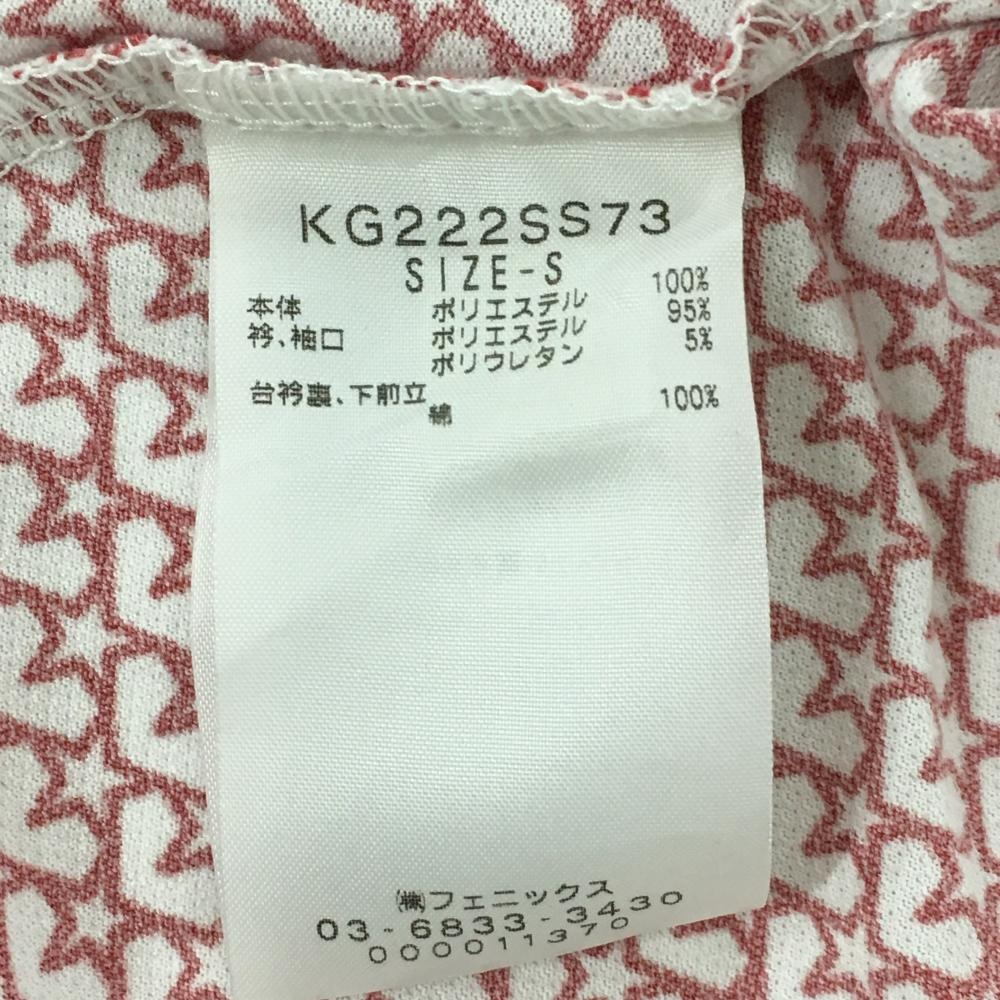 KG222SS73
SIZE-S
本体 ポリエステル 100%
衿、袖口 ポリエステル 95%
ポリウレタン 5%
台衿裏、下前立
綿 100%
㈱フェニックス
03-6833-3430
000011370